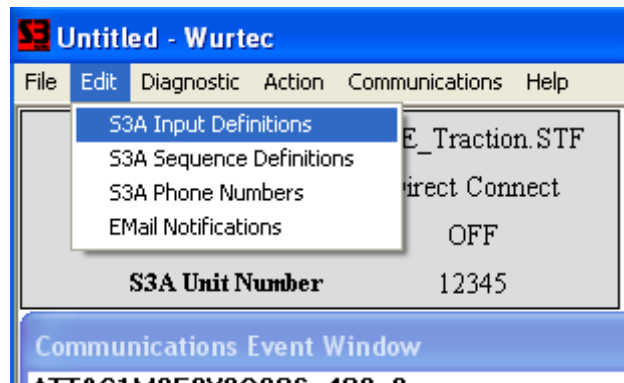 S3 Untitled - Wurtec
File Edit Diagnostic Action Communications Help
S3A Input Definitions
E_Traction.STF
S3A Sequence Definitions
S3A Phone Numbers
irect Connect
EMail Notifications
OFF
S3A Unit Number 12345
Communications Event Window